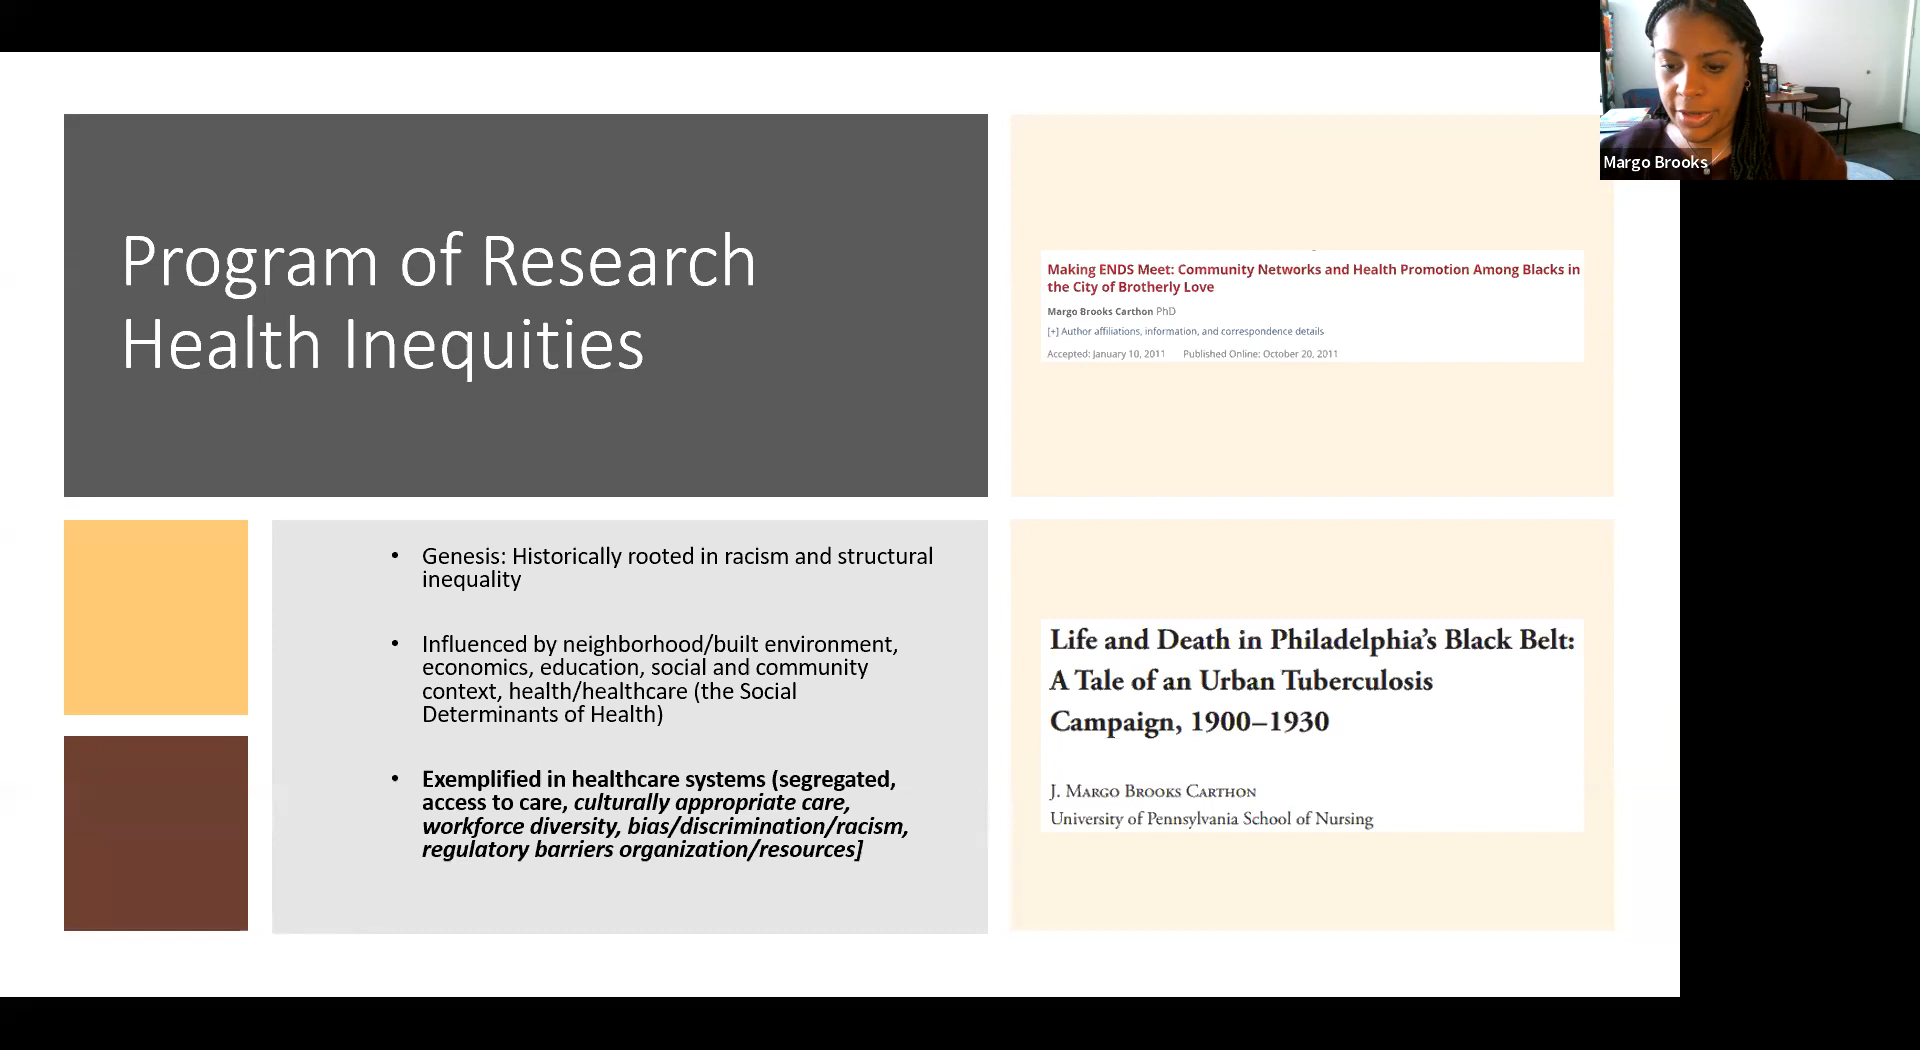 Program of Research
Health Inequities
• Genesis: Historically rooted in racism and structural
inequality
• Influenced by neighborhood/built environment,
economics, education, social and community
context, health/healthcare (the Social
Determinants of Health)
• Exemplified in healthcare systems (segregated,
access to care, culturally appropriate care,
workforce diversity, bias/discrimination/racism,
regulatory barriers organization/resources]
Making ENDS Meet: Community Networks and Health Promotion Among Blacks in
the City of Brotherly Love
Margo Brooks Carthon PhD
[+] Author affiliations, information, and correspondence details
Accepted: January 10, 2011 Published Online: October 20, 2011
Life and Death in Philadelphia’s Black Belt:
A Tale of an Urban Tuberculosis
Campaign, 1900–1930
J. Margo Brooks Carthon
University of Pennsylvania School of Nursing
Margo Brooks